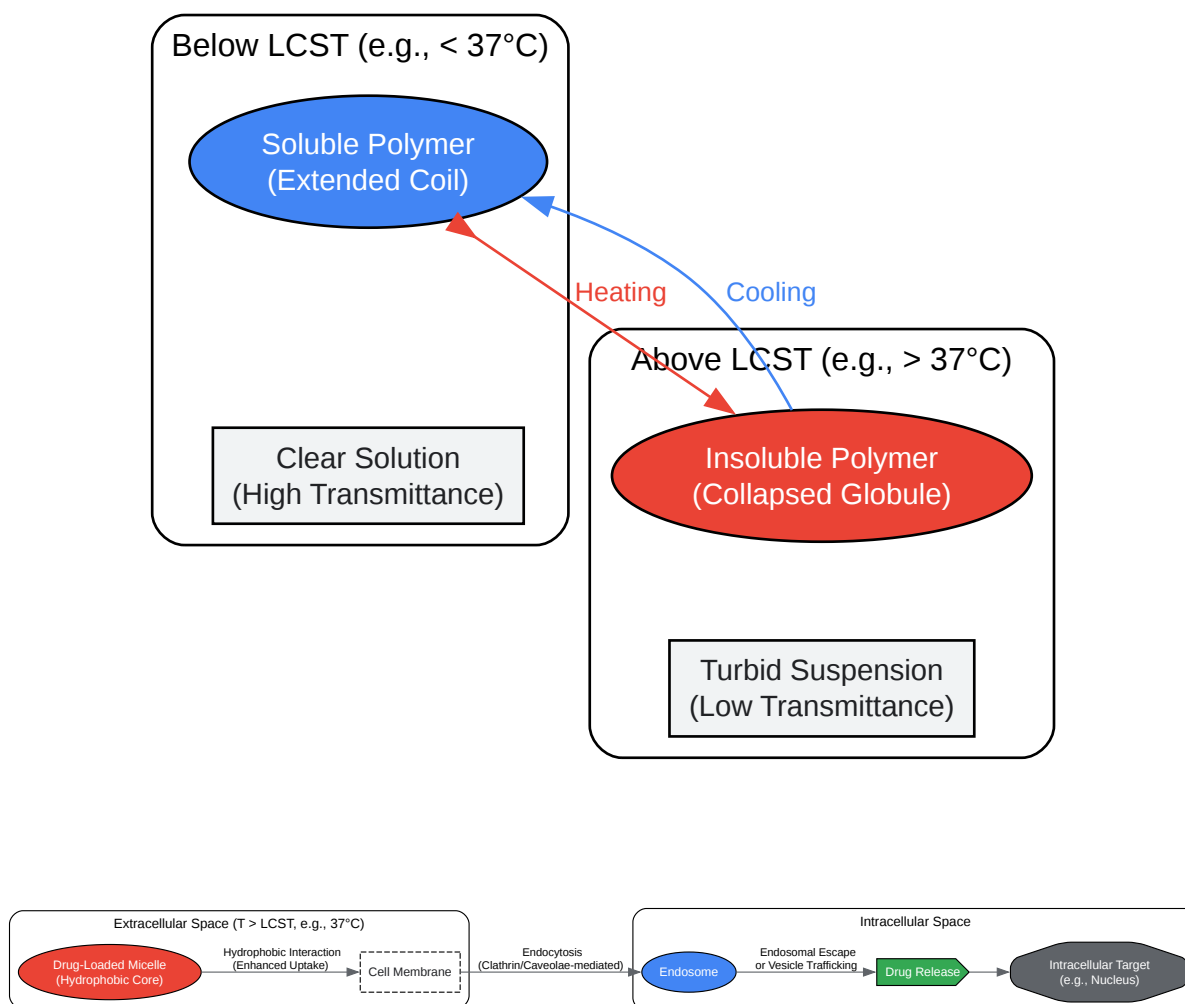 Below LCST (e.g., < 37°C)
Soluble Polymer
(Extended Coil)
Heating
Cooling
Above LCST (e.g., > 37°C)
Clear Solution
(High Transmittance)
Insoluble Polymer
(Collapsed Globule)
Turbid Suspension
(Low Transmittance)
Extracellular Space (T > LCST, e.g., 37°C)
Drug-Loaded Micelle
(Hydrophobic Core)
Hydrophobic Interaction
(Enhanced Uptake)
Cell Membrane
Endocytosis
(Clathrin/Caveolae-mediated)
Intracellular Space
Endosome
Endosomal Escape
or Vesicle Trafficking
Drug Release
Intracellular Target
(e.g., Nucleus)